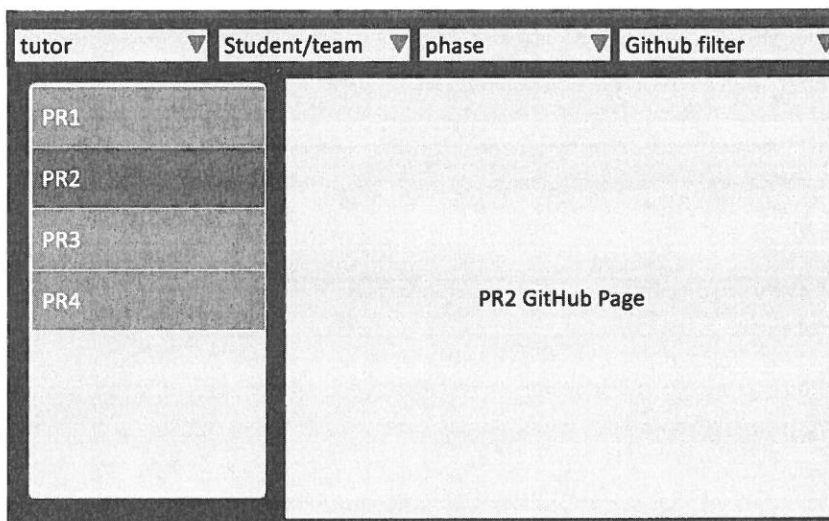 tutor Student/team phase Github filter
PR1
PR2
PR3
PR4
PR2 GitHub Page